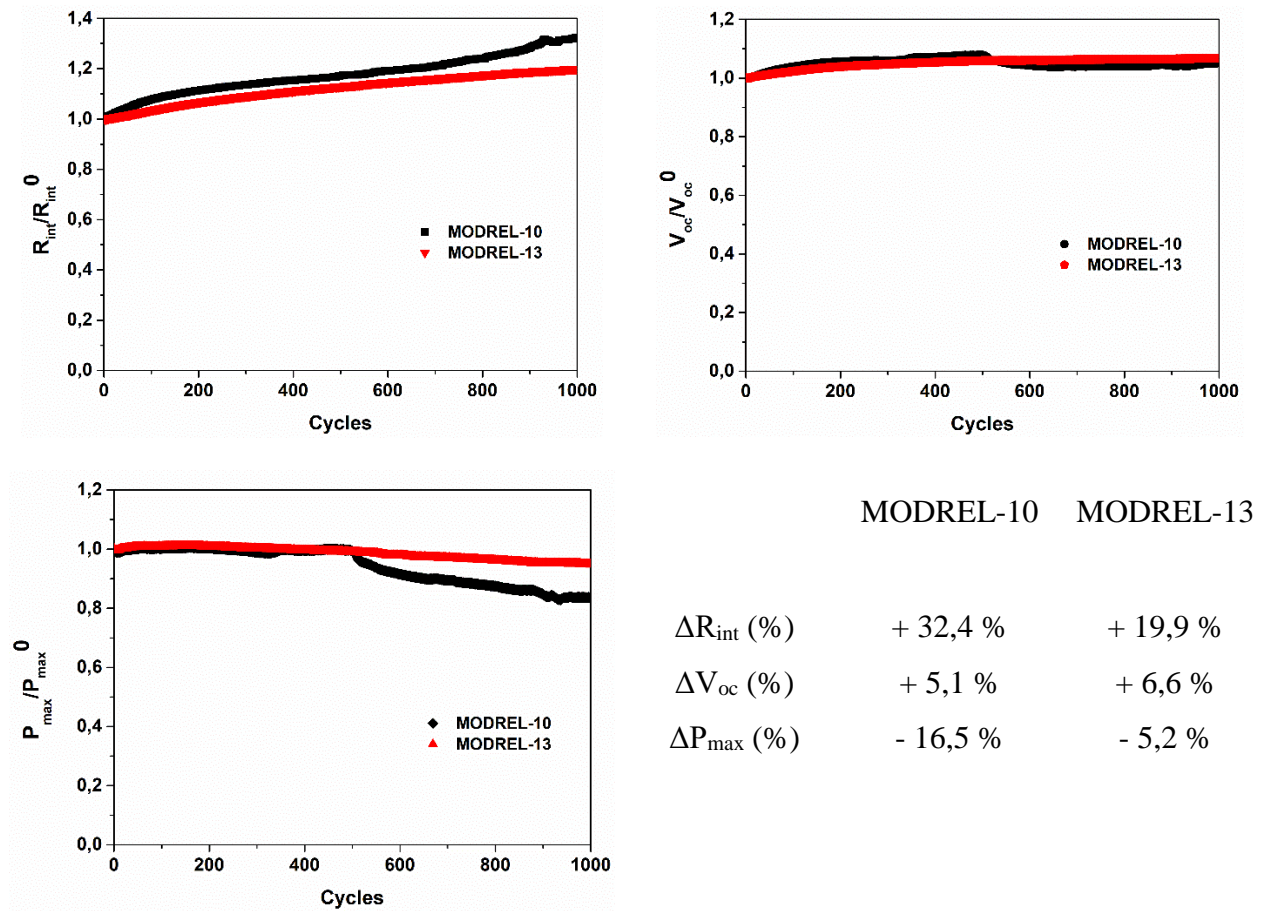 1,4
1,2
1,0
0,8
0,6
0,4
0,2
0,0
R_int/R_int 0
MODREL-10
MODREL-13
0 200 400 600 800 1000
Cycles
1,2
1,0
0,8
0,6
0,4
0,2
0,0
V_oc/V_oc 0
MODREL-10
MODREL-13
0 200 400 600 800 1000
Cycles
1,2
1,0
0,8
0,6
0,4
0,2
0,0
P_max/P_max 0
MODREL-10
MODREL-13
0 200 400 600 800 1000
Cycles
MODREL-10 MODREL-13
ΔR_int (%) + 32,4 % + 19,9 %
ΔV_oc (%) + 5,1 % + 6,6 %
ΔP_max (%) - 16,5 % - 5,2 %